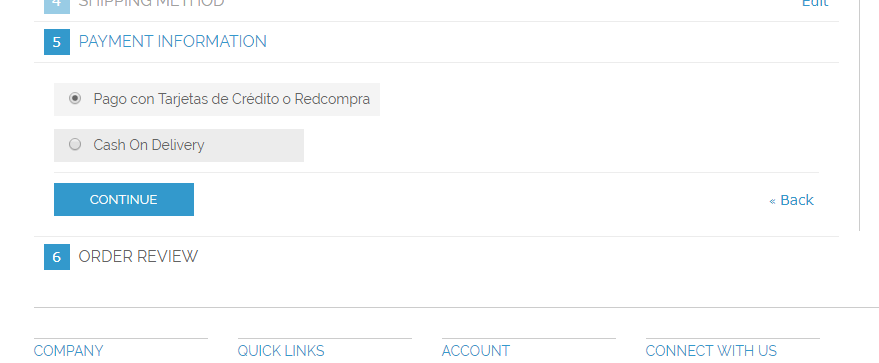 4 SHIPPING METHOD Edit
5 PAYMENT INFORMATION
Pago con Tarjetas de Crédito o Redcompra
Cash On Delivery
CONTINUE « Back
6 ORDER REVIEW
COMPANY QUICK LINKS ACCOUNT CONNECT WITH US